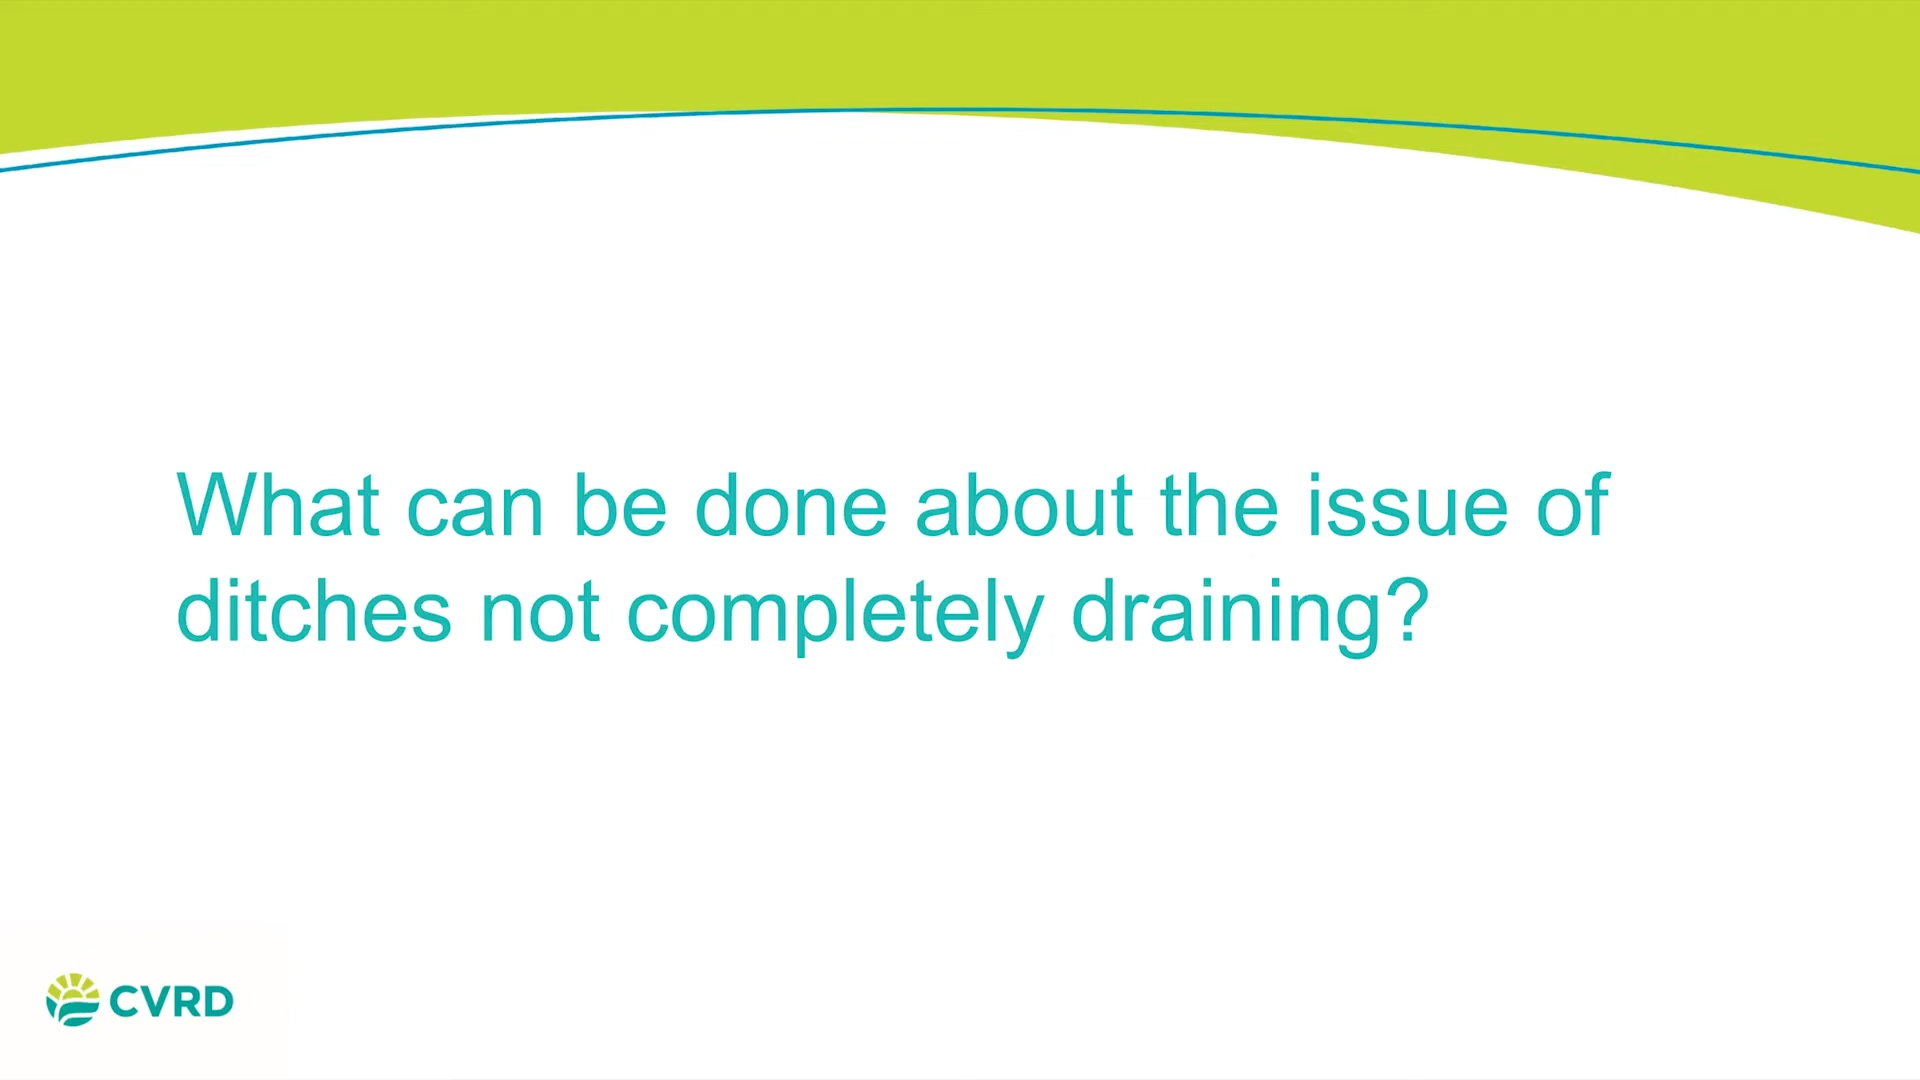 What can be done about the issue of
ditches not completely draining?
CVRD